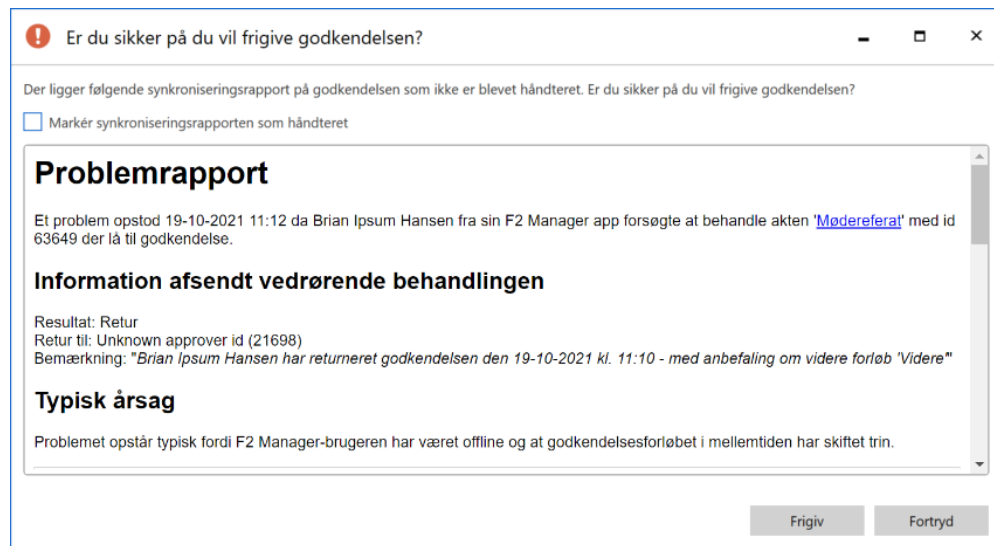 Er du sikker på du vil frigive godkendelsen?
Der ligger følgende synkroniseringsrapport på godkendelsen som ikke er blevet håndteret. Er du sikker på du vil frigive godkendelsen?
Markér synkroniseringsrapporten som håndteret
Problemrapport
Et problem opstod 19-10-2021 11:12 da Brian Ipsum Hansen fra sin F2 Manager app forsøgte at behandle akten 'Mødereferat' med id
63649 der lå til godkendelse.
Information afsendt vedrørende behandlingen
Resultat: Retur
Retur til: Unknown approver id (21698)
Bemærkning: "Brian Ipsum Hansen har returneret godkendelsen den 19-10-2021 kl. 11:10 - med anbefaling om videre forløb 'Videre'"
Typisk årsag
Problemet opstår typisk fordi F2 Manager-brugeren har været offline og at godkendelsesforløbet i mellemtiden har skiftet trin.
Frigiv
Fortryd